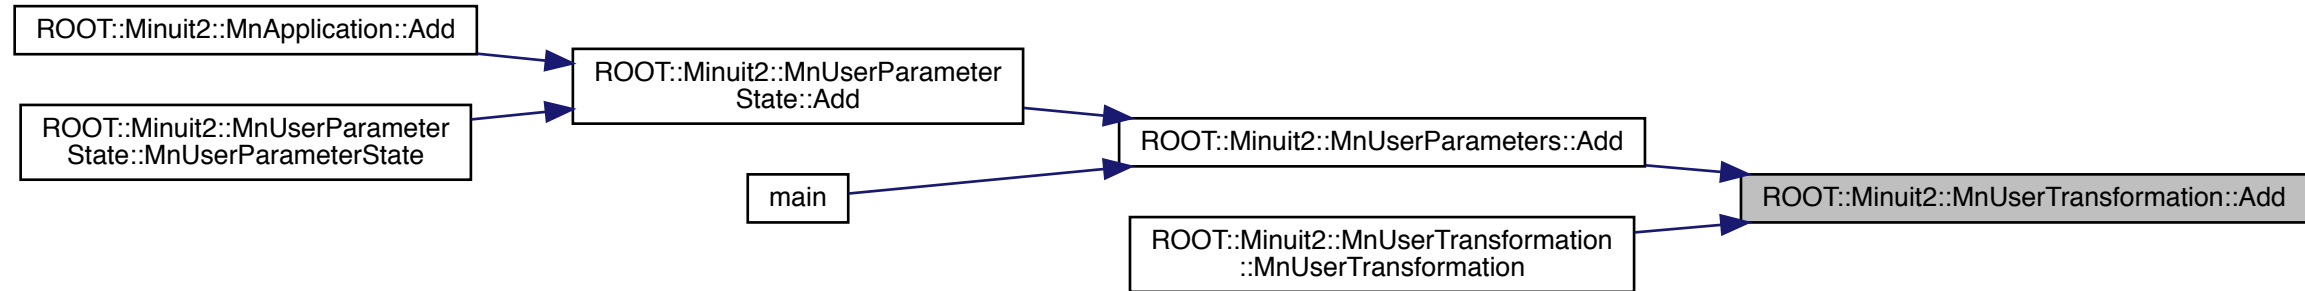 ROOT::Minuit2::MnApplication::Add
ROOT::Minuit2::MnUserParameter
State::MnUserParameterState
ROOT::Minuit2::MnUserParameter
State::Add
main
ROOT::Minuit2::MnUserParameters::Add
ROOT::Minuit2::MnUserTransformation
::MnUserTransformation
ROOT::Minuit2::MnUserTransformation::Add